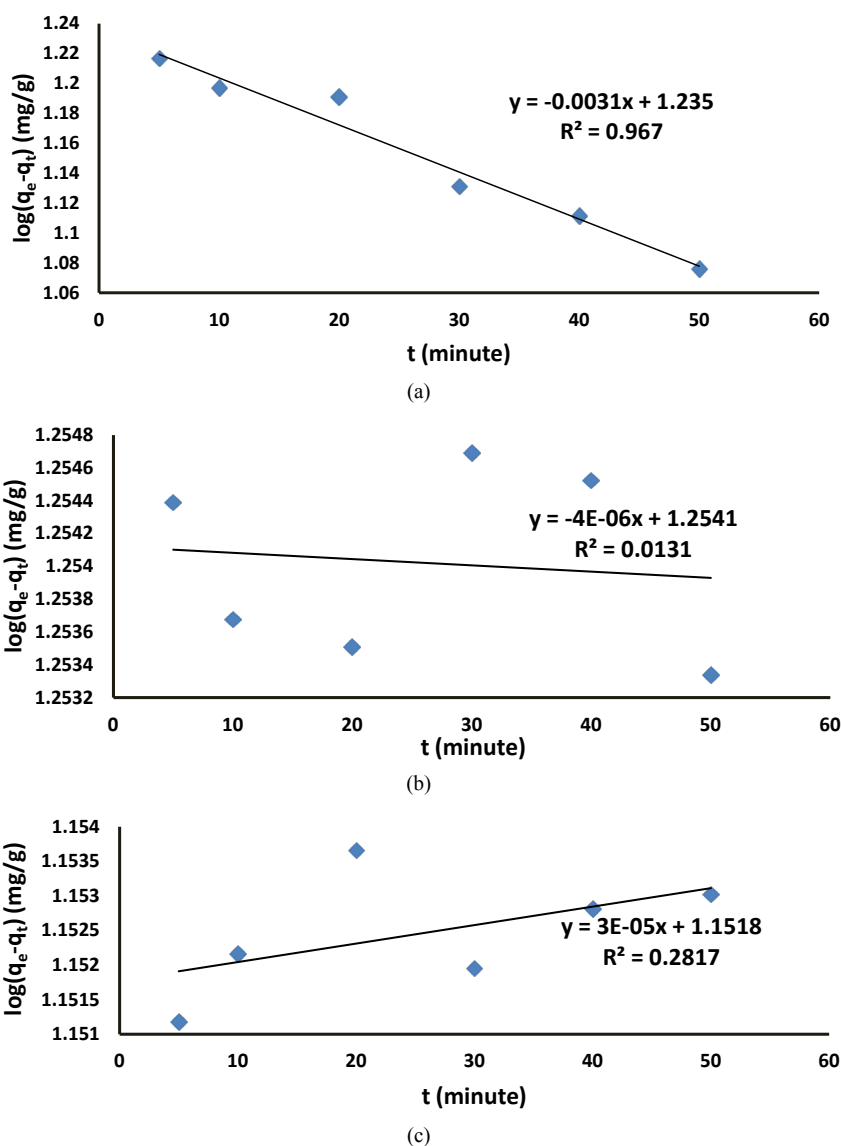 1.24
1.22
1.2
1.18
1.16
1.14
1.12
1.1
1.08
1.06
log(qₑ-qₜ) (mg/g)
y = -0.0031x + 1.235
R² = 0.967
0 10 20 30 40 50 60
t (minute)
(a)
1.2548
1.2546
1.2544
1.2542
1.254
1.2538
1.2536
1.2534
1.2532
log(qₑ-qₜ) (mg/g)
y = -4E-06x + 1.2541
R² = 0.0131
0 10 20 30 40 50 60
t (minute)
(b)
1.154
1.1535
1.153
1.1525
1.152
1.1515
1.151
log(qₑ-qₜ) (mg/g)
y = 3E-05x + 1.1518
R² = 0.2817
0 10 20 30 40 50 60
t (minute)
(c)